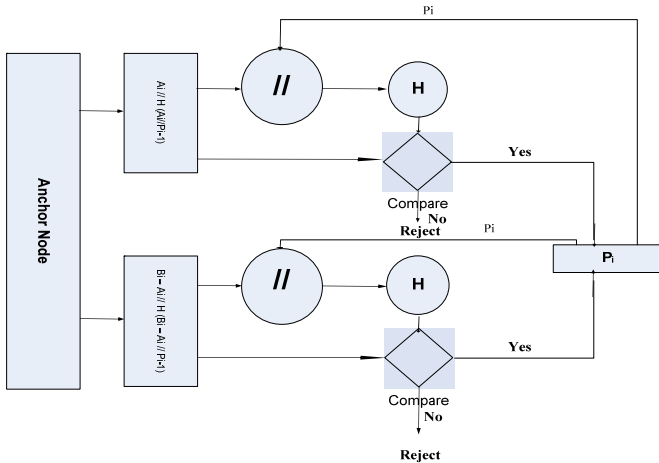 Pi
Anchor Node
Ai // H (Ai//Pi-1)
//
H
Yes
Compare
No
Reject
Pi
Pi
Bi – Ai // H (Bi – Ai // Pi-1)
//
H
Yes
Compare
No
Reject